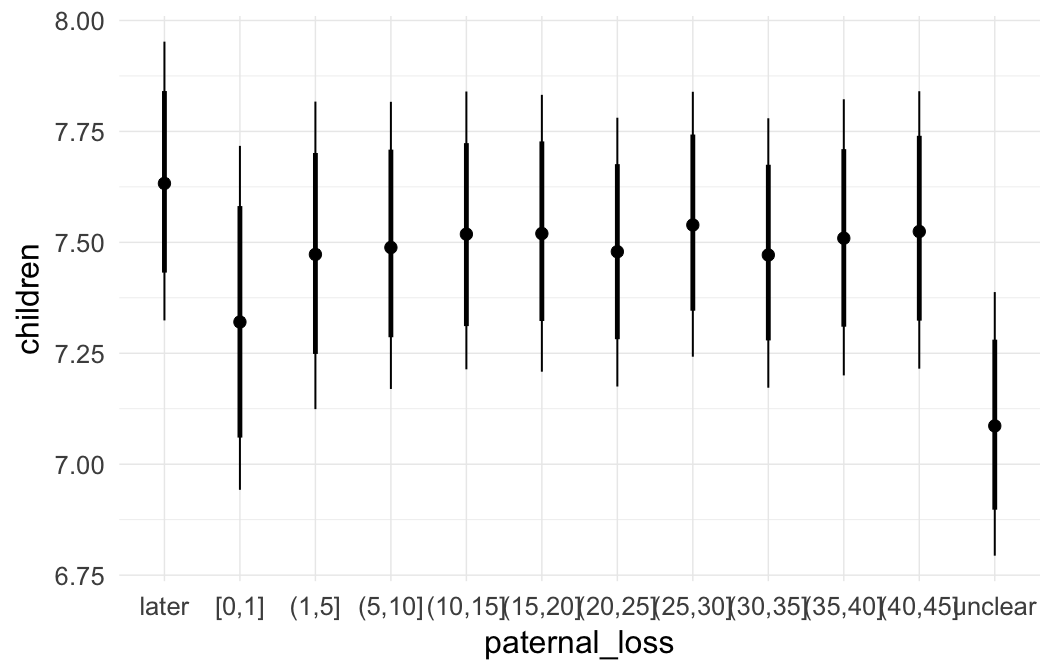 8.00
7.75
7.50
7.25
7.00
6.75
children
later [0,1] (1,5] (5,10] (10,15] (15,20] (20,25] (25,30] (30,35] (35,40] (40,45] unclear
paternal_loss